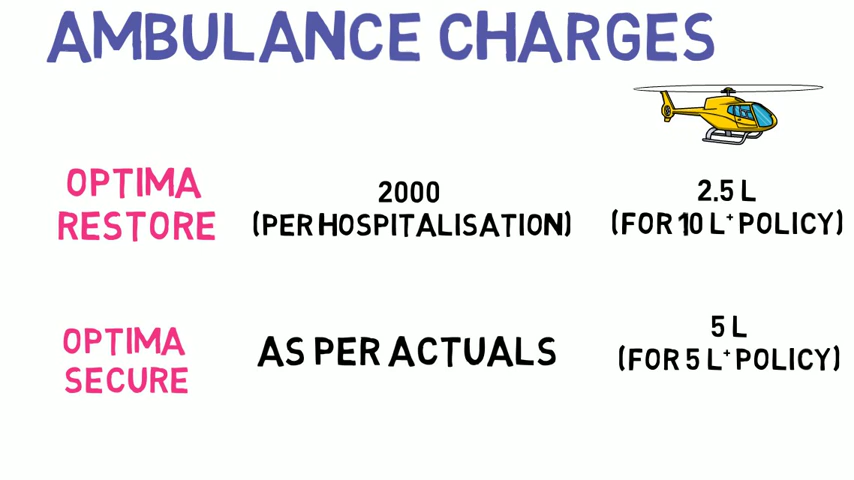 AMBULANCE CHARGES
OPTIMA
RESTORE
2000
(PER HOSPITALISATION)
2.5 L
(FOR 10 L+ POLICY)
OPTIMA
SECURE
AS PER ACTUALS
5 L
(FOR 5 L+ POLICY)